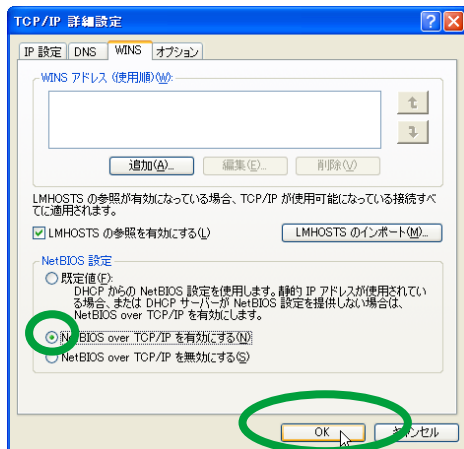 TCP/IP 詳細設定
IP 設定 DNS WINS オプション
WINS アドレス (使用順)(W):
追加(A)... 編集(E)... 削除(V)
LMHOSTS の参照が有効になっている場合、TCP/IP が使用可能になっている接続すべ
てに適用されます。
LMHOSTS の参照を有効にする(L) LMHOSTS のインポート(M)...
NetBIOS 設定
既定値(F):
DHCP からの NetBIOS 設定を使用します。静的 IP アドレスが使用されてい
る場合、または DHCP サーバーが NetBIOS 設定を提供しない場合は、
NetBIOS over TCP/IP を有効にします。
NetBIOS over TCP/IP を有効にする(N)
NetBIOS over TCP/IP を無効にする(S)
OK キャンセル